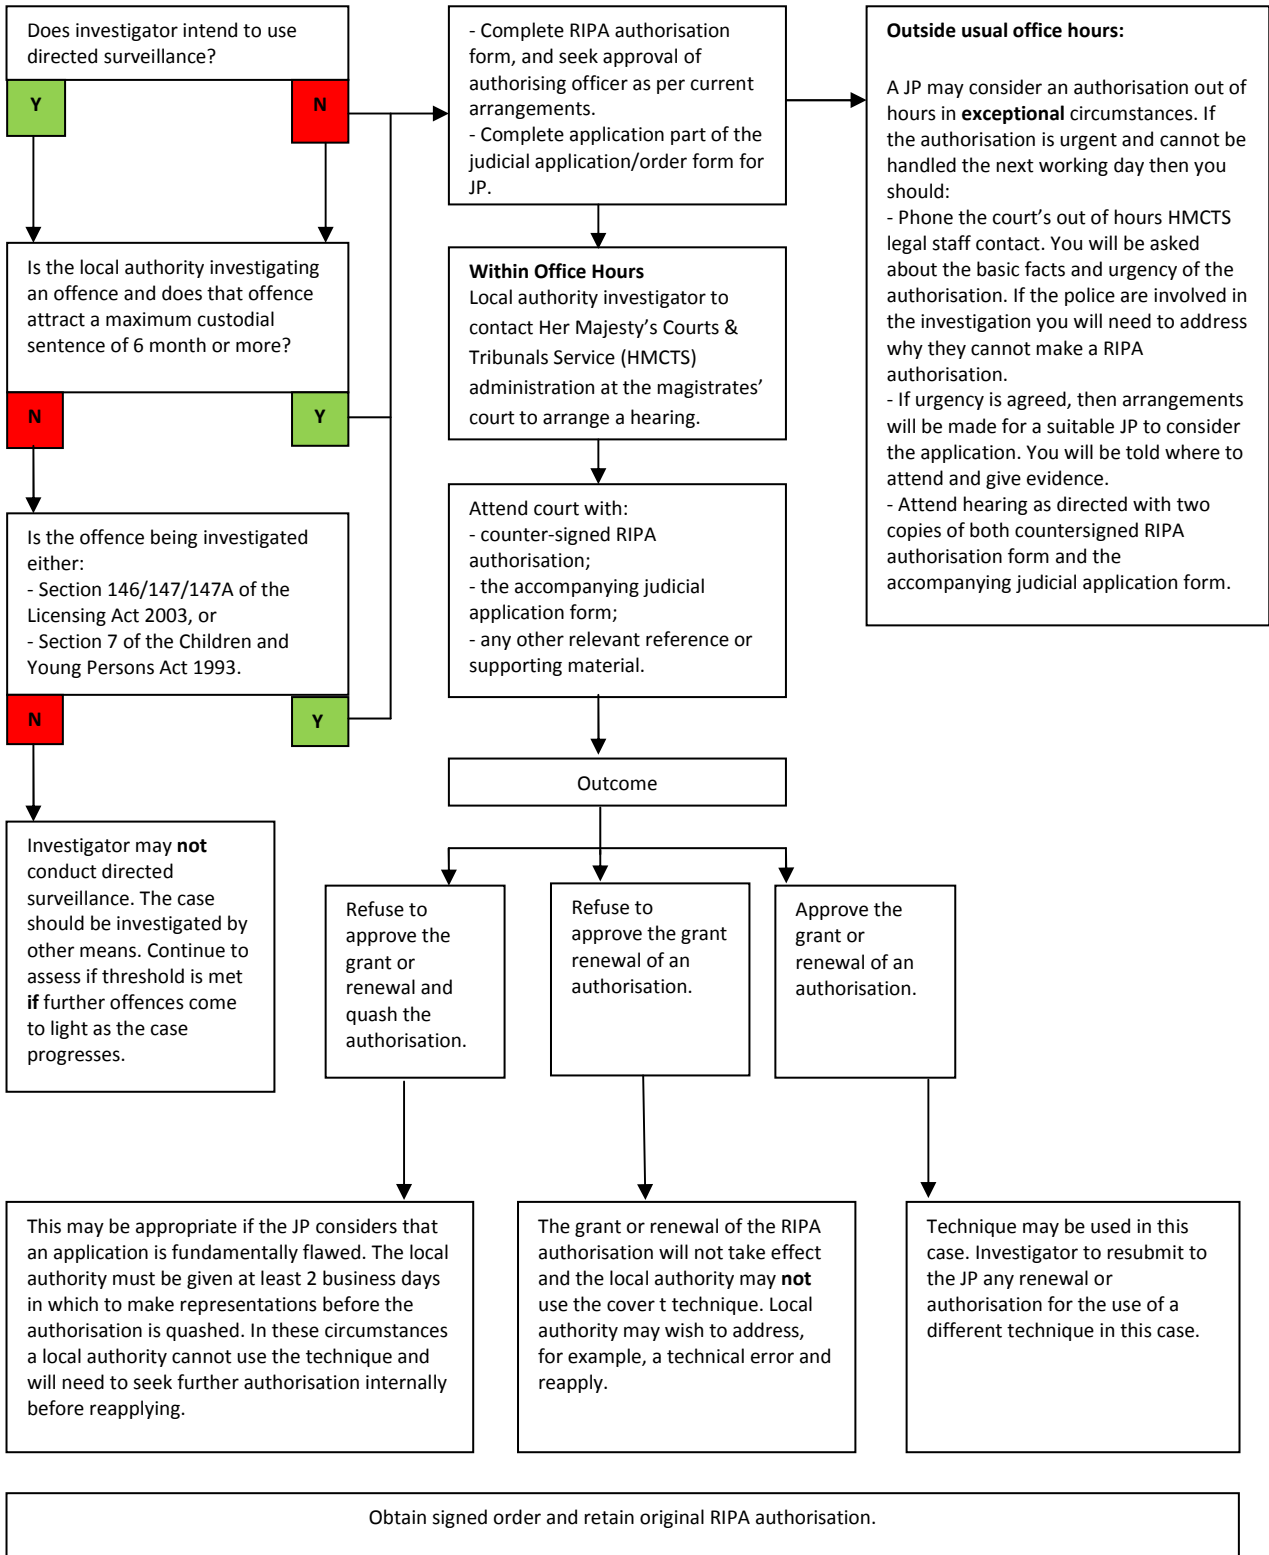 Does investigator intend to use
directed surveillance?
Y
N
Is the local authority investigating
an offence and does that offence
attract a maximum custodial
sentence of 6 month or more?
N
Y
Is the offence being investigated
either:
- Section 146/147/147A of the
Licensing Act 2003, or
- Section 7 of the Children and
Young Persons Act 1993.
N
Y
Investigator may not
conduct directed
surveillance. The case
should be investigated by
other means. Continue to
assess if threshold is met
if further offences come
to light as the case
progresses.
- Complete RIPA authorisation
form, and seek approval of
authorising officer as per current
arrangements.
- Complete application part of the
judicial application/order form for
JP.
Within Office Hours
Local authority investigator to
contact Her Majesty's Courts &
Tribunals Service (HMCTS)
administration at the magistrates'
court to arrange a hearing.
Attend court with:
- counter-signed RIPA
authorisation;
- the accompanying judicial
application form;
- any other relevant reference or
supporting material.
Outside usual office hours:
A JP may consider an authorisation out of
hours in exceptional circumstances. If
the authorisation is urgent and cannot be
handled the next working day then you
should:
- Phone the court's out of hours HMCTS
legal staff contact. You will be asked
about the basic facts and urgency of the
authorisation. If the police are involved in
the investigation you will need to address
why they cannot make a RIPA
authorisation.
- If urgency is agreed, then arrangements
will be made for a suitable JP to consider
the application. You will be told where to
attend and give evidence.
- Attend hearing as directed with two
copies of both countersigned RIPA
authorisation form and the
accompanying judicial application form.
Outcome
Refuse to
approve the
grant or
renewal and
quash the
authorisation.
Refuse to
approve the grant
renewal of an
authorisation.
Approve the
grant or
renewal of an
authorisation.
This may be appropriate if the JP considers that
an application is fundamentally flawed. The local
authority must be given at least 2 business days
in which to make representations before the
authorisation is quashed. In these circumstances
a local authority cannot use the technique and
will need to seek further authorisation internally
before reapplying.
The grant or renewal of the RIPA
authorisation will not take effect
and the local authority may not
use the cover t technique. Local
authority may wish to address,
for example, a technical error and
reapply.
Technique may be used in this
case. Investigator to resubmit to
the JP any renewal or
authorisation for the use of a
different technique in this case.
Obtain signed order and retain original RIPA authorisation.